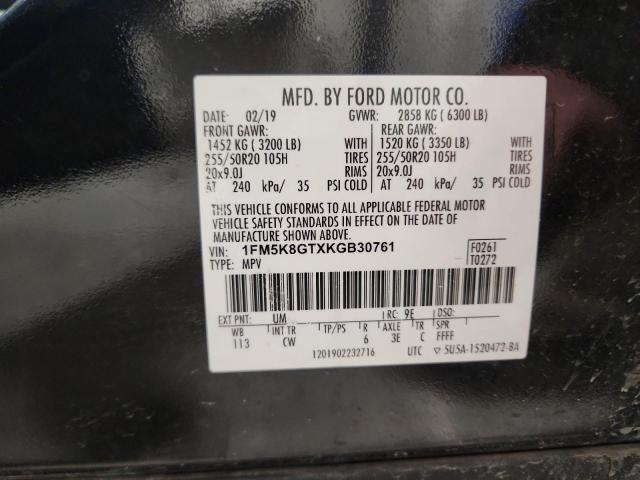 MFD. BY FORD MOTOR CO.
DATE: 02/19 GVWR: 2858 KG ( 6300 LB)
FRONT GAWR: REAR GAWR:
1452 KG ( 3200 LB) WITH 1520 KG ( 3350 LB) WITH
255/50R20 105H TIRES 255/50R20 105H TIRES
20x9.0J RIMS 20x9.0J RIMS
AT 240 kPa/ 35 PSI COLD AT 240 kPa/ 35 PSI COLD
THIS VEHICLE CONFORMS TO ALL APPLICABLE FEDERAL MOTOR
VEHICLE SAFETY STANDARDS IN EFFECT ON THE DATE OF
MANUFACTURE SHOWN ABOVE.
VIN: 1FM5K8GTXKGB30761 F0261
TYPE: MPV T0272
EXT PNT: UM RC: 9E DSO:
WB INT TR TP/PS R AXLE TR SPR
113 CW 6 3E C FF55
1201902232716 UTC 5U5A-1520472-BA